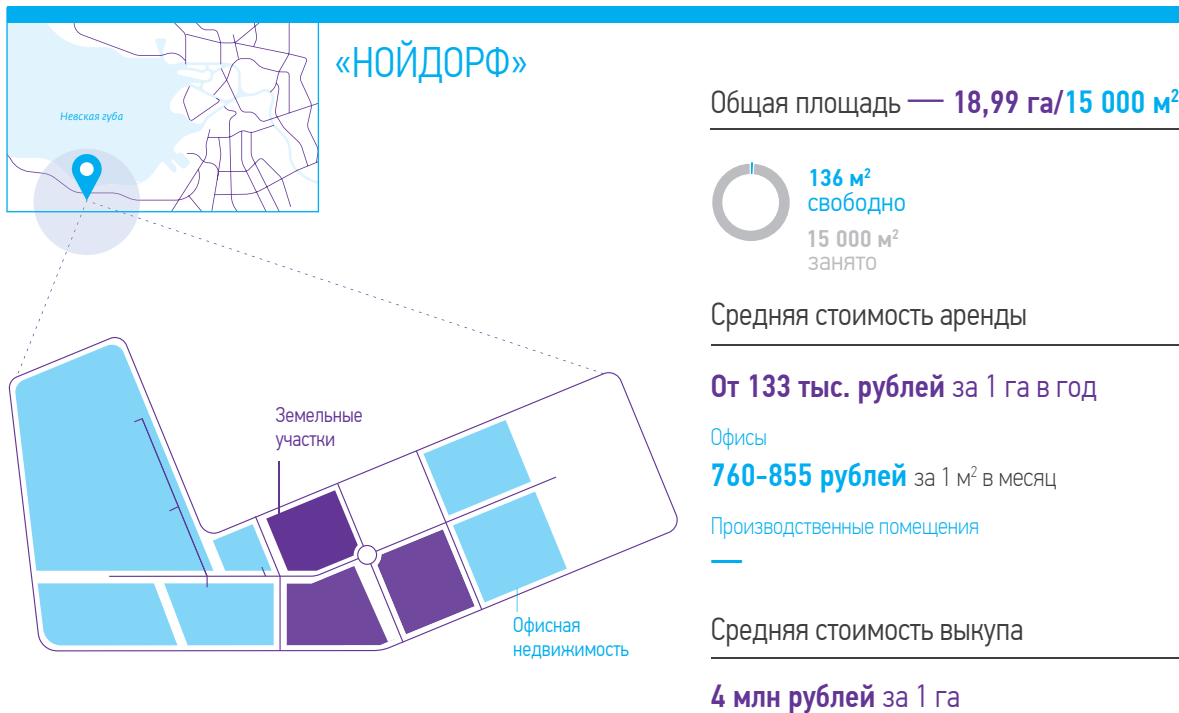 «НОЙДОРФ»
Невская губа
Общая площадь — 18,99 га/15 000 м²
136 м²
свободно
15 000 м²
занято
Средняя стоимость аренды
От 133 тыс. рублей за 1 га в год
Офисы
760-855 рублей за 1 м² в месяц
Производственные помещения
—
Средняя стоимость выкупа
4 млн рублей за 1 га
Земельные
участки
Офисная
недвижимость